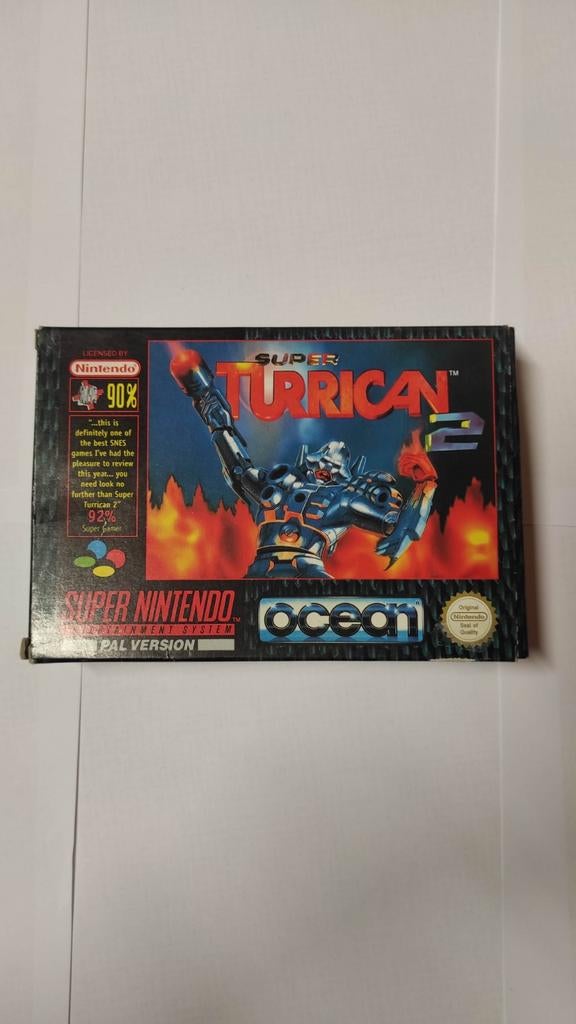 LICENSED BY
Nintendo®
90%
"...this is
definitely one of
the best SNES
games I've had the
pleasure to review
this year... you
need look no
further than Super
Turrican 2"
92%
Super Gamer
SUPER
TURRICAN™
2
SUPER NINTENDO™
ENTERTAINMENT SYSTEM
PAL VERSION
ocean®
Original
Nintendo
Seal of
Quality